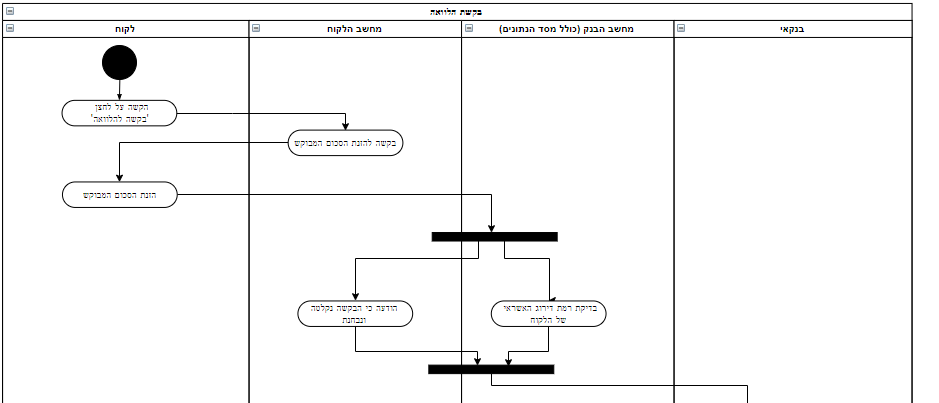 בקשת הלוואה
לקוח
מחשב הלקוח
מחשב הבנק (כולל מסד הנתונים)
בנקאי
הקשה על לחצן
'בקשה להלוואה'
בקשה להזנת הסכום המבוקש
הזנת הסכום המבוקש
הודעה כי הבקשה נקלטה
ונבחנת
בדיקת רמת דירוג האשראי
של הלקוח